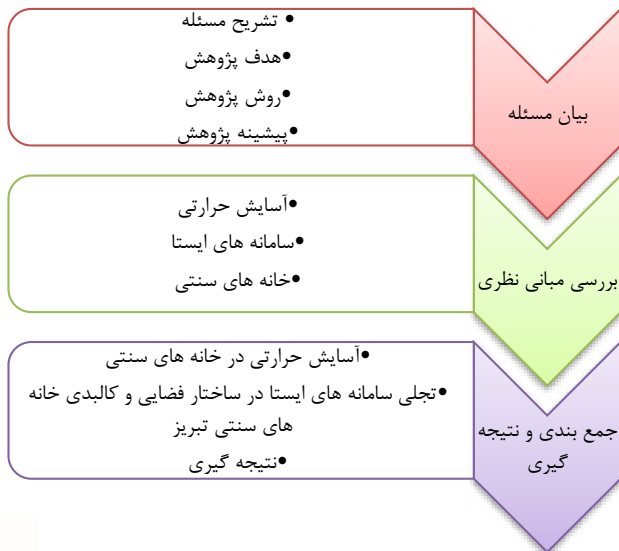 بیان مسئله
• تشریح مسئله
•هدف پژوهش
•روش پژوهش
•پیشینه پژوهش
بررسی مبانی نظری
•آسایش حرارتی
•سامانه های ایستا
•خانه های سنتی
جمع بندی و نتیجه
گیری
•آسایش حرارتی در خانه های سنتی
•تجلی سامانه های ایستا در ساختار فضایی و کالبدی خانه
های سنتی تبریز
•نتیجه گیری